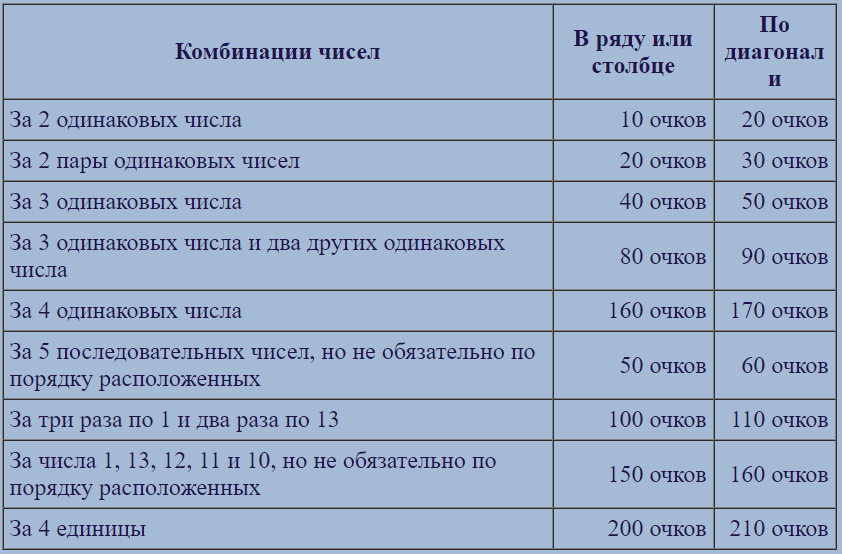 Комбинации чисел
В ряду или
столбце
По
диагонал
и
За 2 одинаковых числа
10 очков
20 очков
За 2 пары одинаковых чисел
20 очков
30 очков
За 3 одинаковых числа
40 очков
50 очков
За 3 одинаковых числа и два других одинаковых
числа
80 очков
90 очков
За 4 одинаковых числа
160 очков
170 очков
За 5 последовательных чисел, но не обязательно по
порядку расположенных
50 очков
60 очков
За три раза по 1 и два раза по 13
100 очков
110 очков
За числа 1, 13, 12, 11 и 10, но не обязательно по
порядку расположенных
150 очков
160 очков
За 4 единицы
200 очков
210 очков